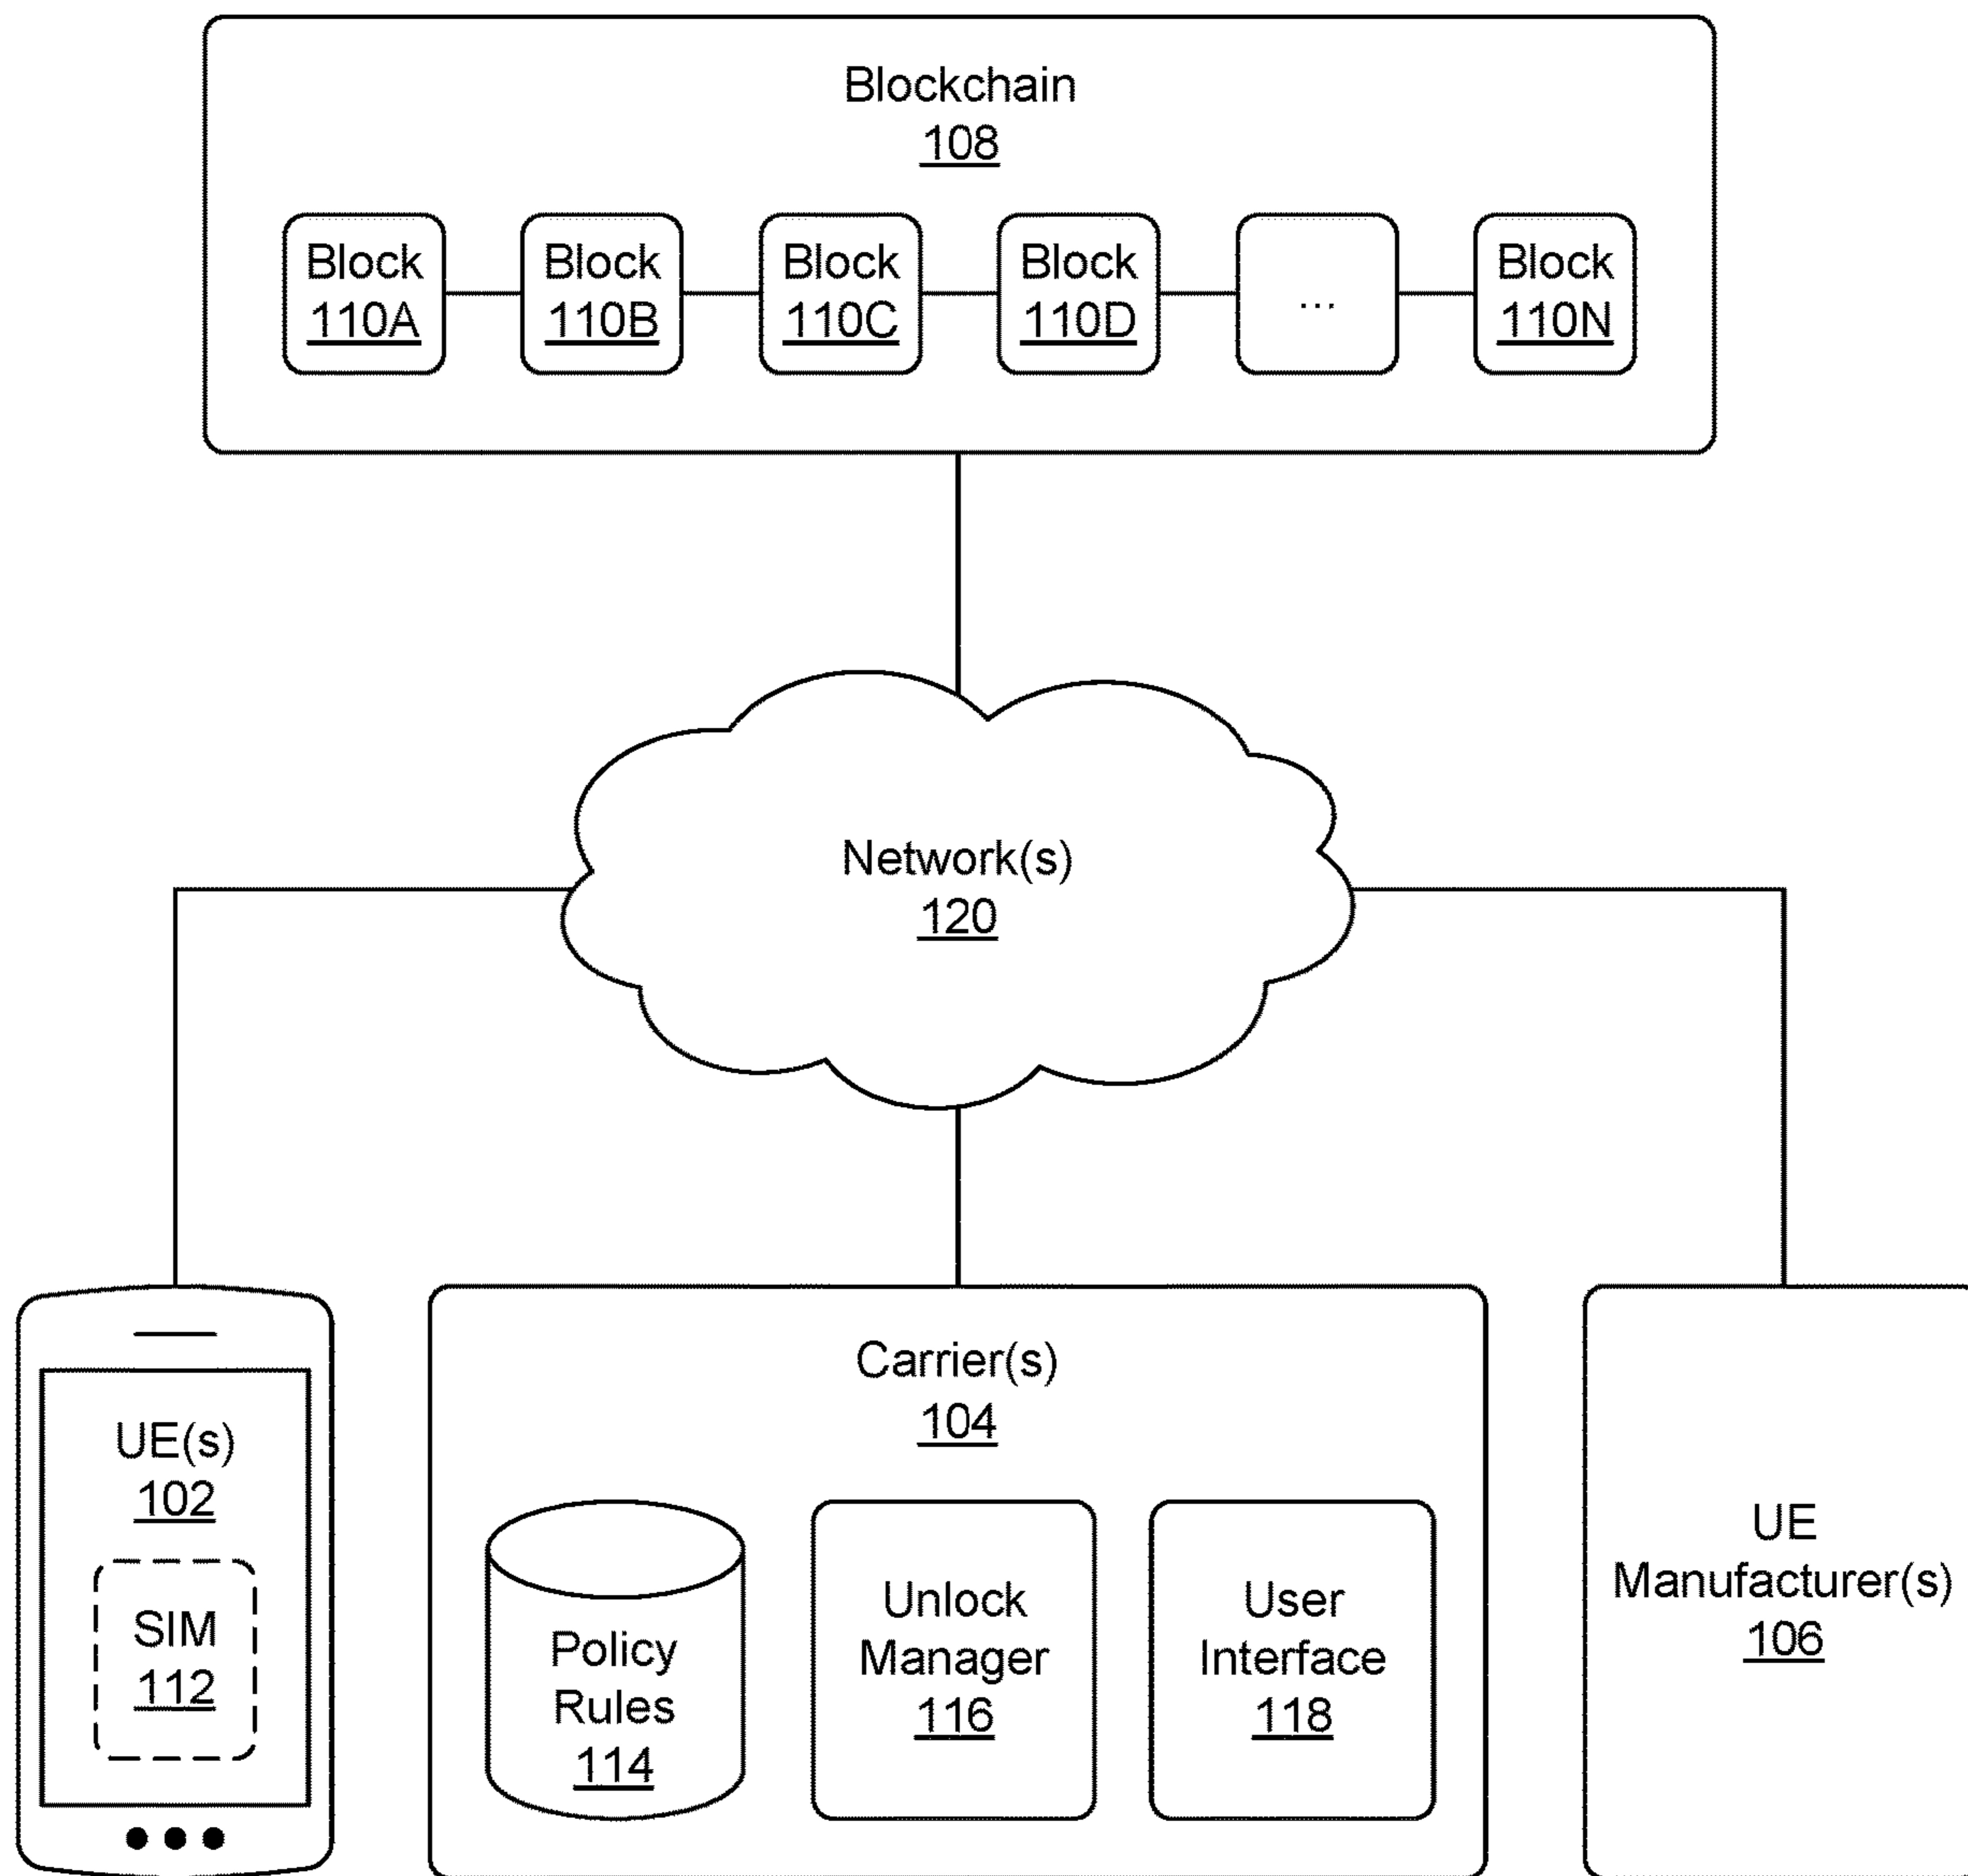 Blockchain
108
Block
110A
Block
110B
Block
110C
Block
110D
...
Block
110N
Network(s)
120
UE(s)
102
SIM
112
Carrier(s)
104
Policy
Rules
114
Unlock
Manager
116
User
Interface
118
UE
Manufacturer(s)
106